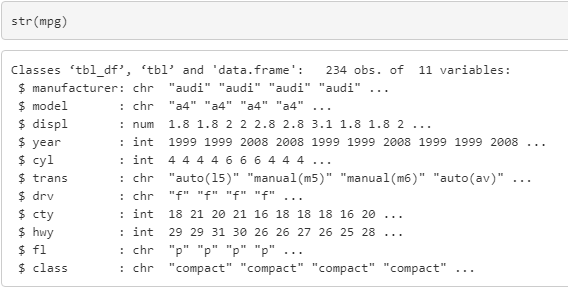 str(mpg)
Classes ‘tbl_df’, ‘tbl’ and 'data.frame':   234 obs. of  11 variables:
 $ manufacturer: chr  "audi" "audi" "audi" "audi" ...
 $ model       : chr  "a4" "a4" "a4" "a4" ...
 $ displ       : num  1.8 1.8 2 2 2.8 2.8 3.1 1.8 1.8 2 ...
 $ year        : int  1999 1999 2008 2008 1999 1999 2008 1999 1999 2008 ...
 $ cyl         : int  4 4 4 4 6 6 6 4 4 4 ...
 $ trans       : chr  "auto(l5)" "manual(m5)" "manual(m6)" "auto(av)" ...
 $ drv         : chr  "f" "f" "f" "f" ...
 $ cty         : int  18 21 20 21 16 18 18 18 16 20 ...
 $ hwy         : int  29 29 31 30 26 26 27 26 25 28 ...
 $ fl          : chr  "p" "p" "p" "p" ...
 $ class       : chr  "compact" "compact" "compact" "compact" ...